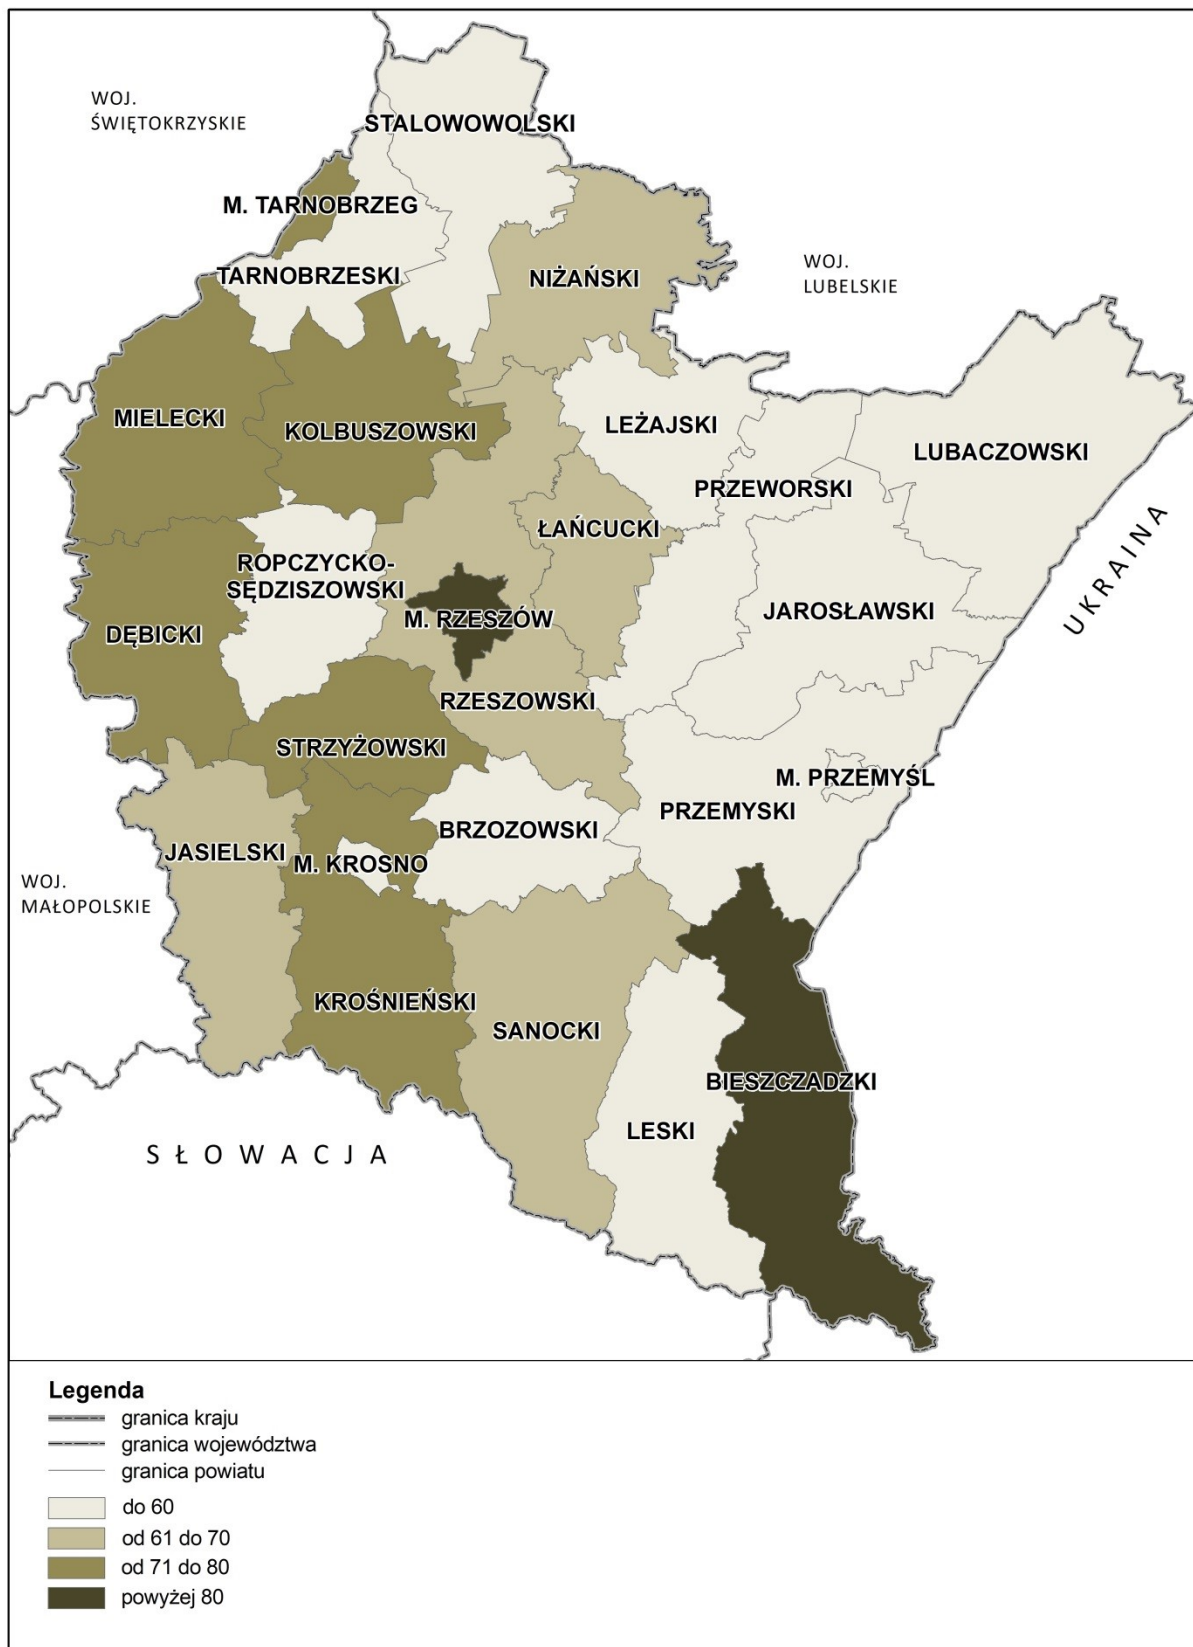 WOJ.
ŚWIĘTOKRZYSKIE
STALOWOWOLSKI
M. TARNOBRZEG
TARNOBRZESKI
NIŻAŃSKI
WOJ.
LUBELSKIE
MIELECKI
KOLBUSZOWSKI
LEŻAJSKI
LUBACZOWSKI
PRZEWORSKI
ŁAŃCUCKI
ROPCZYCKO-
SĘDZISZOWSKI
UKRAINA
M. RZESZÓW
JAROSŁAWSKI
DĘBICKI
RZESZOWSKI
STRZYŻOWSKI
M. PRZEMYŚL
PRZEMYSKI
BRZOZOWSKI
JASIELSKI
M. KROSNO
WOJ.
MAŁOPOLSKIE
KROŚNIEŃSKI
SANOCKI
BIESZCZADZKI
LESKI
SŁOWACJA
Legenda
granica kraju
granica województwa
granica powiatu
do 60
od 61 do 70
od 71 do 80
powyżej 80